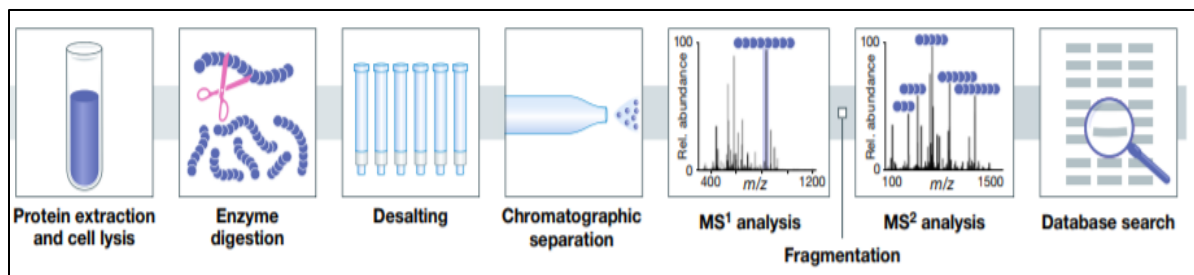 100
Rel. abundance
0
400
m/z
1200
100
Rel. abundance
0
100
m/z
1500
Protein extraction
and cell lysis
Enzyme
digestion
Desalting
Chromatographic
separation
MS¹ analysis
Fragmentation
MS² analysis
Database search